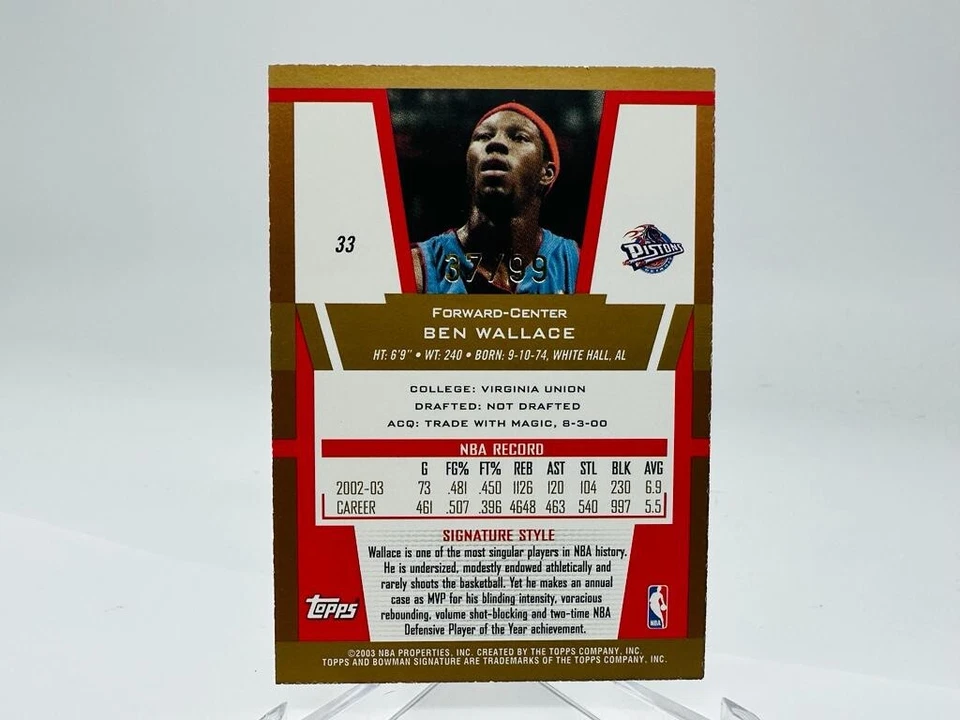 33
PISTONS
DETROIT
37/99
FORWARD-CENTER
BEN WALLACE
HT: 6'9" • WT: 240 • BORN: 9-10-74, WHITE HALL, AL
COLLEGE: VIRGINIA UNION
DRAFTED: NOT DRAFTED
ACQ: TRADE WITH MAGIC, 8-3-00
NBA RECORD
G FG% FT% REB AST STL BLK AVG
2002-03 73 .481 .450 1126 120 104 230 6.9
CAREER 461 .507 .396 4648 463 540 997 5.5
SIGNATURE STYLE
Wallace is one of the most singular players in NBA history.
He is undersized, modestly endowed athletically and
rarely shoots the basketball. Yet he makes an annual
case as MVP for his blinding intensity, voracious
rebounding, volume shot-blocking and two-time NBA
Defensive Player of the Year achievement.
Topps
NBA
©2003 NBA PROPERTIES, INC. CREATED BY THE TOPPS COMPANY, INC.
TOPPS AND BOWMAN SIGNATURE ARE TRADEMARKS OF THE TOPPS COMPANY, INC.